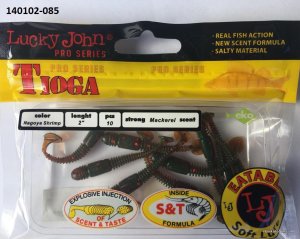 140102-085
Lucky John
PRO SERIES
- REAL FISH ACTION
- NEW SCENT FORMULA
- SALTY MATERIAL
PRO SERIES
TIOGA
color
lenght
pcs
strong
scent
Nagoya Shrimp
2"
10
Mackerel
EXPLOSIVE INJECTION
OF SCENT & TASTE
INSIDE
S&T
FORMULA
EATABLE
LJ
LJ
Soft Lure